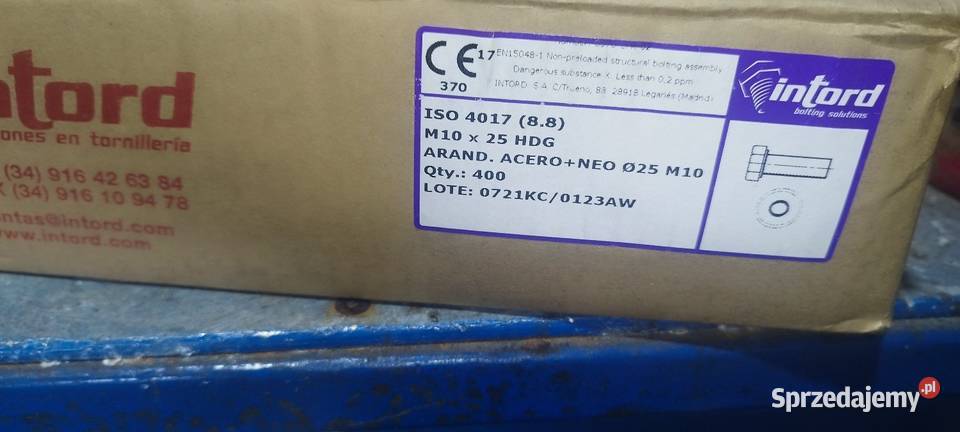 intord
ones en tornillería
(34) 916 42 63 84
(34) 916 10 94 78
ntas@intord.com
www.intord.com
CE 17
370
EN15048-1 Non-preloaded structural bolting assembly
Dangerous substance X. Less than 0,2 ppm
INTORD S.A. C/Trueno, 83 28918 Leganés (Madrid)
ISO 4017 (8.8)
M10 x 25 HDG
ARAND. ACERO+NEO Ø25 M10
Qty.: 400
LOTE: 0721KC/0123AW
intord
bolting solutions
Sprzedajemy.pl